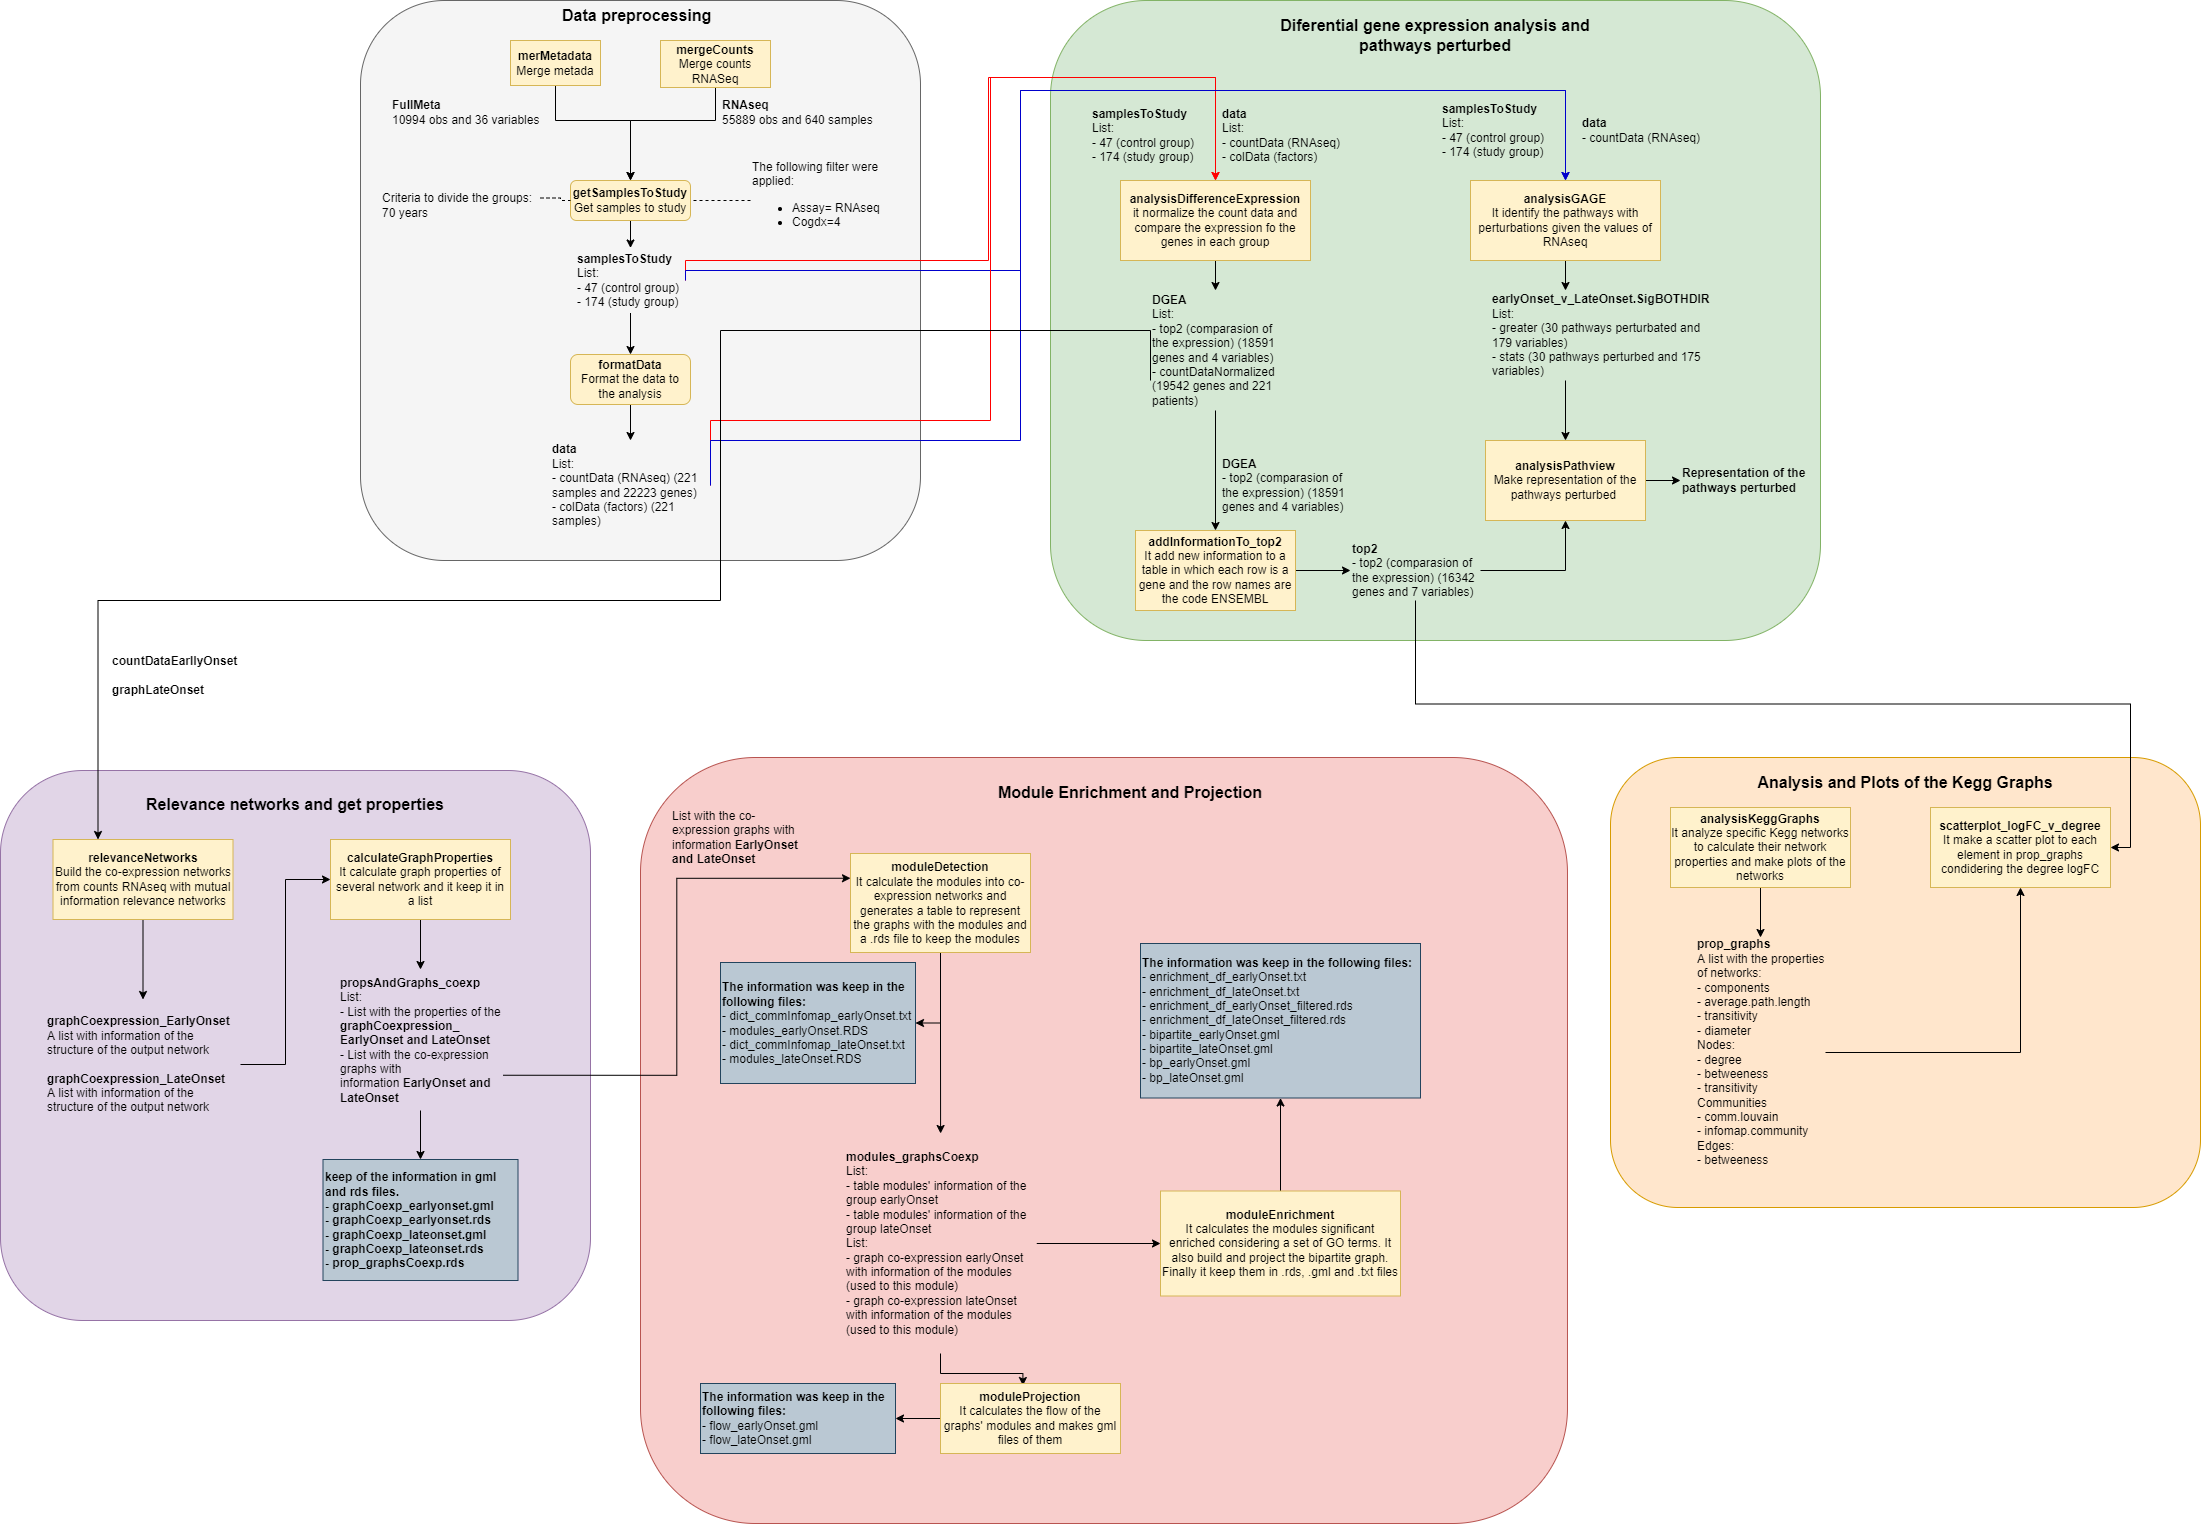 Data preprocessing
merMetadata
Merge metada
mergeCounts
Merge counts
RNASeq
FullMeta
10994 obs and 36 variables
RNAseq
55889 obs and 640 samples
The following filter were
applied:
• Assay= RNAseq
• Cogdx=4
Criteria to divide the groups:
70 years
getSamplesToStudy
Get samples to study
samplesToStudy
List:
- 47 (control group)
- 174 (study group)
formatData
Format the data to
the analysis
data
List:
- countData (RNAseq) (221
samples and 22223 genes)
- colData (factors) (221
samples)
Diferential gene expression analysis and
pathways perturbed
samplesToStudy
List:
- 47 (control group)
- 174 (study group)
data
List:
- countData (RNAseq)
- colData (factors)
samplesToStudy
List:
- 47 (control group)
- 174 (study group)
data
- countData (RNAseq)
analysisDifferenceExpression
it normalize the count data and
compare the expression fo the
genes in each group
analysisGAGE
It identify the pathways with
perturbations given the values of
RNAseq
DGEA
List:
- top2 (comparasion of
the expression) (18591
genes and 4 variables)
- countDataNormalized
(19542 genes and 221
patients)
earlyOnset_v_LateOnset.SigBOTHDIR
List:
- greater (30 pathways perturbated and
179 variables)
- stats (30 pathways perturbed and 175
variables)
DGEA
- top2 (comparasion of
the expression) (18591
genes and 4 variables)
analysisPathview
Make representation of the
pathways perturbed
Representation of the
pathways perturbed
addInformationTo_top2
It add new information to a
table in which each row is a
gene and the row names are
the code ENSEMBL
top2
- top2 (comparasion of
the expression) (16342
genes and 7 variables)
countDataEarllyOnset
graphLateOnset
Relevance networks and get properties
relevanceNetworks
Build the co-expression networks
from counts RNAseq with mutual
information relevance networks
calculateGraphProperties
It calculate graph properties of
several network and it keep it in
a list
graphCoexpression_EarlyOnset
A list with information of the
structure of the output network
graphCoexpression_LateOnset
A list with information of the
structure of the output network
propsAndGraphs_coexp
List:
- List with the properties of the
graphCoexpression_
EarlyOnset and LateOnset
- List with the co-expression
graphs with
information EarlyOnset and
LateOnset
keep of the information in gml
and rds files.
- graphCoexp_earlyonset.gml
- graphCoexp_earlyonset.rds
- graphCoexp_lateonset.gml
- graphCoexp_lateonset.rds
- prop_graphsCoexp.rds
Module Enrichment and Projection
List with the co-
expression graphs with
information EarlyOnset
and LateOnset
moduleDetection
It calculate the modules into co-
expression networks and
generates a table to represent
the graphs with the modules and
a .rds file to keep the modules
The information was keep in the
following files:
- dict_commInfomap_earlyOnset.txt
- modules_earlyOnset.RDS
- dict_commInfomap_lateOnset.txt
- modules_lateOnset.RDS
The information was keep in the following files:
- enrichment_df_earlyOnset.txt
- enrichment_df_lateOnset.txt
- enrichment_df_earlyOnset_filtered.rds
- enrichment_df_lateOnset_filtered.rds
- bipartite_earlyOnset.gml
- bipartite_lateOnset.gml
- bp_earlyOnset.gml
- bp_lateOnset.gml
modules_graphsCoexp
List:
- table modules' information of the
group earlyOnset
- table modules' information of the
group lateOnset
List:
- graph co-expression earlyOnset
with information of the modules
(used to this module)
- graph co-expression lateOnset
with information of the modules
(used to this module)
moduleEnrichment
It calculates the modules significant
enriched considering a set of GO terms. It
also build and project the bipartite graph.
Finally it keep them in .rds, .gml and .txt files
The information was keep in the
following files:
- flow_earlyOnset.gml
- flow_lateOnset.gml
moduleProjection
It calculates the flow of the
graphs' modules and makes gml
files of them
Analysis and Plots of the Kegg Graphs
analysisKeggGraphs
It analyze specific Kegg networks
to calculate their network
properties and make plots of the
networks
scatterplot_logFC_v_degree
It make a scatter plot to each
element in prop_graphs
condidering the degree logFC
prop_graphs
A list with the properties
of networks:
- components
- average.path.length
- transitivity
- diameter
Nodes:
- degree
- betweeness
- transitivity
Communities
- comm.louvain
- infomap.community
Edges:
- betweeness